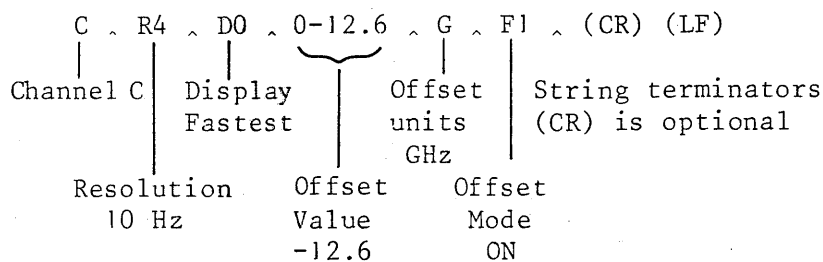 C ^ R4 ^ D0 ^ 0-12.6 ^ G ^ F1 ^ (CR) (LF)
Channel C Display Offset String terminators
Fastest units (CR) is optional
GHz
Resolution Offset Offset
10 Hz Value Mode
-12.6 ON